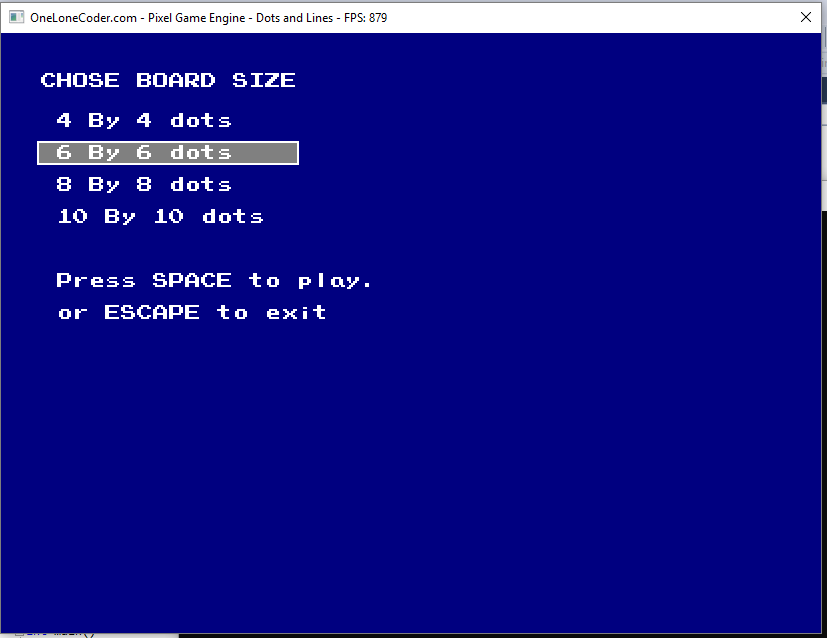 OneLoneCoder.com - Pixel Game Engine - Dots and Lines - FPS: 879
CHOSE BOARD SIZE
4 By 4 dots
6 By 6 dots
8 By 8 dots
10 By 10 dots
Press SPACE to play.
or ESCAPE to exit